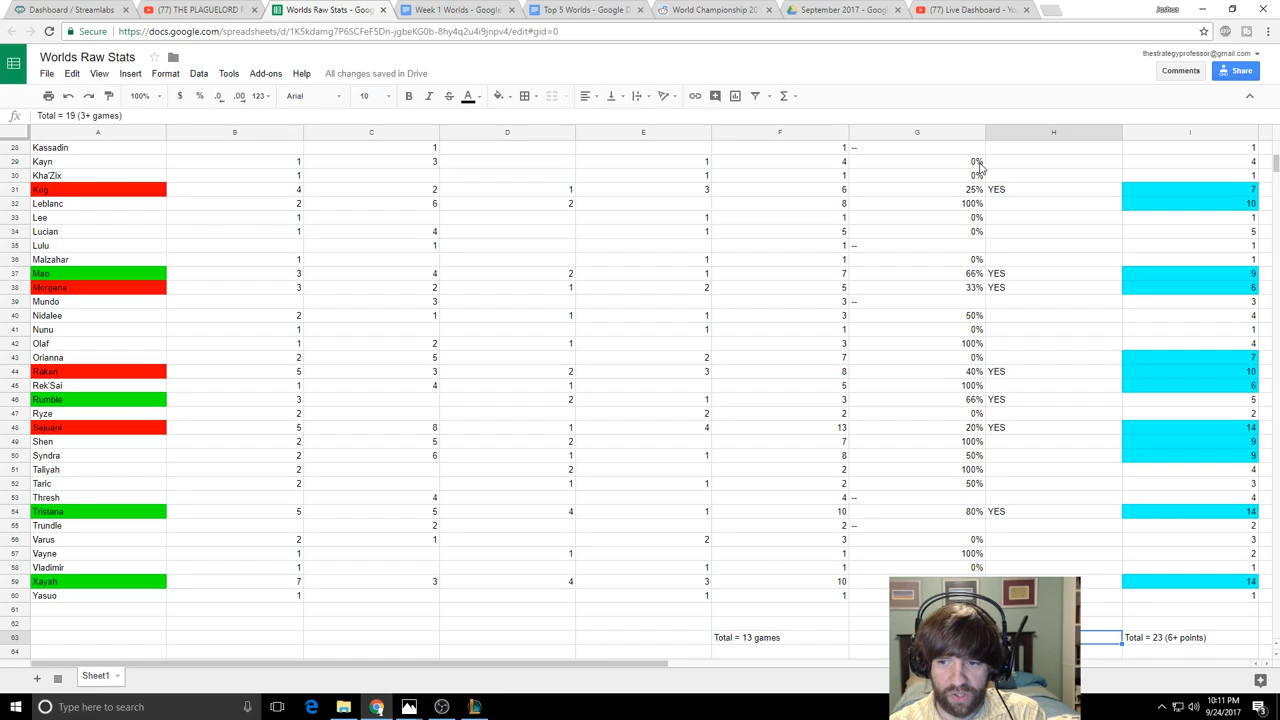 Dashboard / Streamlabs
(77) THE PLAGUELORD R
Worlds Raw Stats - Goog
Week 1 Worlds - Google
Top 5 Worlds - Google D
World Championship 20
September 2017 - Goog
(77) Live Dashboard - Yo
Joshua
Secure
https://docs.google.com/spreadsheets/d/1K5kdamg7P6SCFeF5Dn-jgbeKG0b-8hy4q2u4i9jnpv4/edit#gid=0
Worlds Raw Stats
thestrategyprofessor@gmail.com
File Edit View Insert Format Data Tools Add-ons Help All changes saved in Drive
Comments Share
100% $ % .0 .00 123 Arial 10 B I S A
fx Total = 19 (3+ games)
A B C D E F G H I
28 Kassadin 1 1 -- 1
29 Kayn 1 3 1 4 0% 4
30 Kha'Zix 1 1 1 0% 1
31 Kog 4 2 1 3 6 25% YES 7
32 Leblanc 2 6 2 8 100% 10
33 Lee 1 1 1 0% 1
34 Lucian 1 4 1 5 0% 5
35 Lulu 1 1 -- 1
36 Malzahar 1 1 1 0% 1
37 Mao 3 4 2 1 7 66% YES 9
38 Morgana 3 2 1 2 5 33% YES 6
39 Mundo 3 3 -- 3
40 Nidalee 2 1 1 1 3 50% 4
41 Nunu 1 1 1 0% 1
42 Olaf 1 2 1 3 100% 4
43 Orianna 2 5 2 7 0% 7
44 Rakan 5 3 2 3 8 40% YES 10
45 Rek'Sai 1 4 1 5 100% 6
46 Rumble 3 2 1 3 66% YES 5
47 Ryze 2 2 2 0% 2
48 Sejuani 5 8 1 4 13 20% YES 14
49 Shen 2 5 2 7 100% 9
50 Syndra 2 6 1 1 8 50% 9
51 Taliyah 2 2 2 100% 4
52 Taric 2 1 1 2 50% 3
53 Thresh 4 4 -- 4
54 Tristana 5 5 4 1 10 80% YES 14
55 Trundle 2 2 -- 2
56 Varus 2 1 2 3 0% 3
57 Vayne 1 1 1 100% 2
58 Vladimir 1 1 1 0% 1
59 Xayah 7 3 4 3 10 14
60 Yasuo 1 1 1 1
61
62
63 Total = 13 games Total = 23 (6+ points)
64
Sheet1
Type here to search
10:11 PM
9/24/2017
3